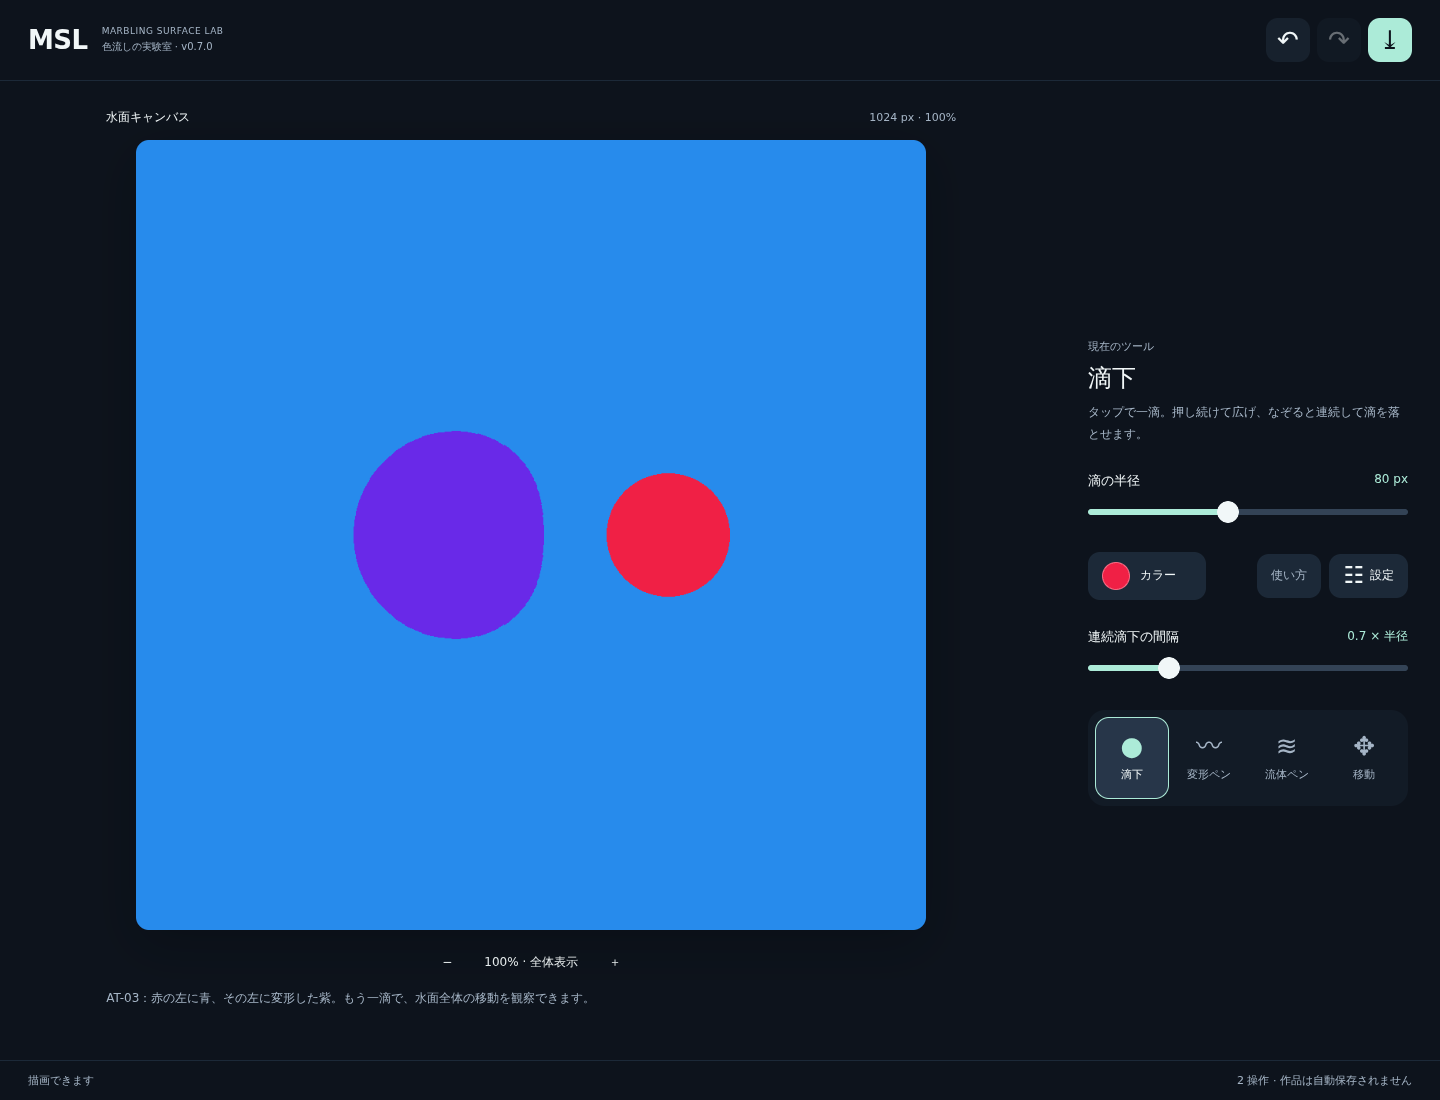 MSL
MARBLING SURFACE LAB
色流しの実験室 · v0.7.0
水面キャンバス
1024 px · 100%
現在のツール
滴下
タップで一滴。押し続けて広げ、なぞると連続して滴を落
とせます。
滴の半径
80 px
カラー
使い方
設定
連続滴下の間隔
0.7 × 半径
滴下
変形ペン
流体ペン
移動
− 100% · 全体表示 +
AT-03：赤の左に青、その左に変形した紫。もう一滴で、水面全体の移動を観察できます。
描画できます
2 操作 · 作品は自動保存されません